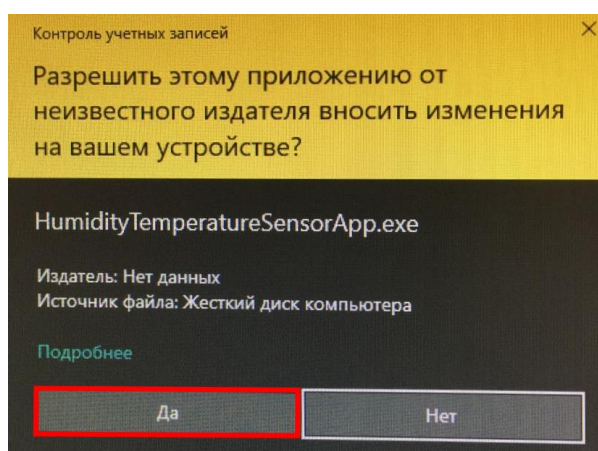 Контроль учетных записей
Разрешить этому приложению от
неизвестного издателя вносить изменения
на вашем устройстве?
HumidityTemperatureSensorApp.exe
Издатель: Нет данных
Источник файла: Жесткий диск компьютера
Подробнее
Да
Нет